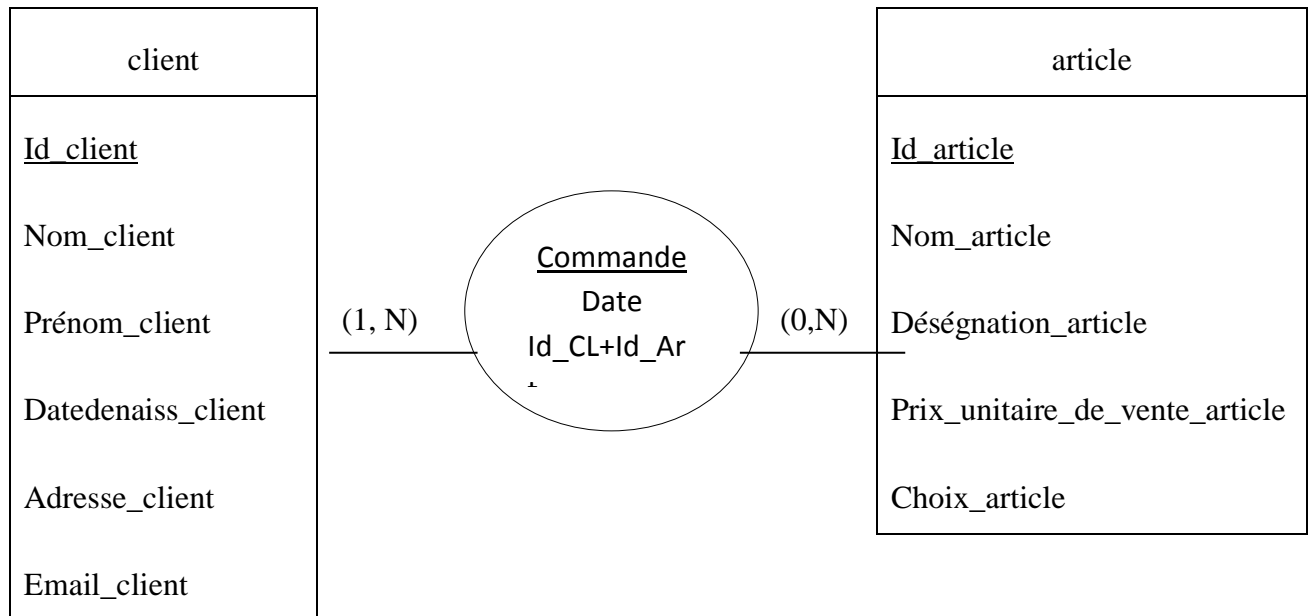 client
Id_client
Nom_client
Prénom_client
Datedenaiss_client
Adresse_client
Email_client
(1, N)
Commande
Date
Id_CL+Id_Ar
(0,N)
article
Id_article
Nom_article
Déségnation_article
Prix_unitaire_de_vente_article
Choix_article